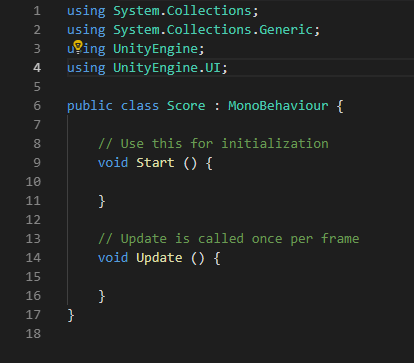 1 using System.Collections;
2 using System.Collections.Generic;
3 using UnityEngine;
4 using UnityEngine.UI;
5
6 public class Score : MonoBehaviour {
7
8 // Use this for initialization
9 void Start () {
10
11 }
12
13 // Update is called once per frame
14 void Update () {
15
16 }
17 }
18